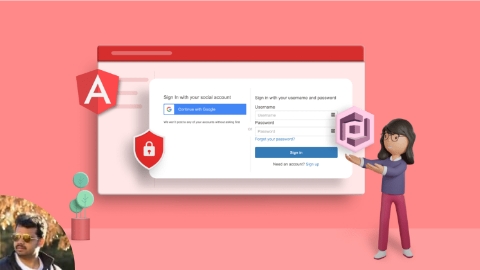 A
Sign In with your social account
Continue with Google
We won't post to any of your accounts without asking first
or
Sign in with your username and password
Username
Username
Password
Password
Forgot your password?
Sign in
Need an account? Sign up